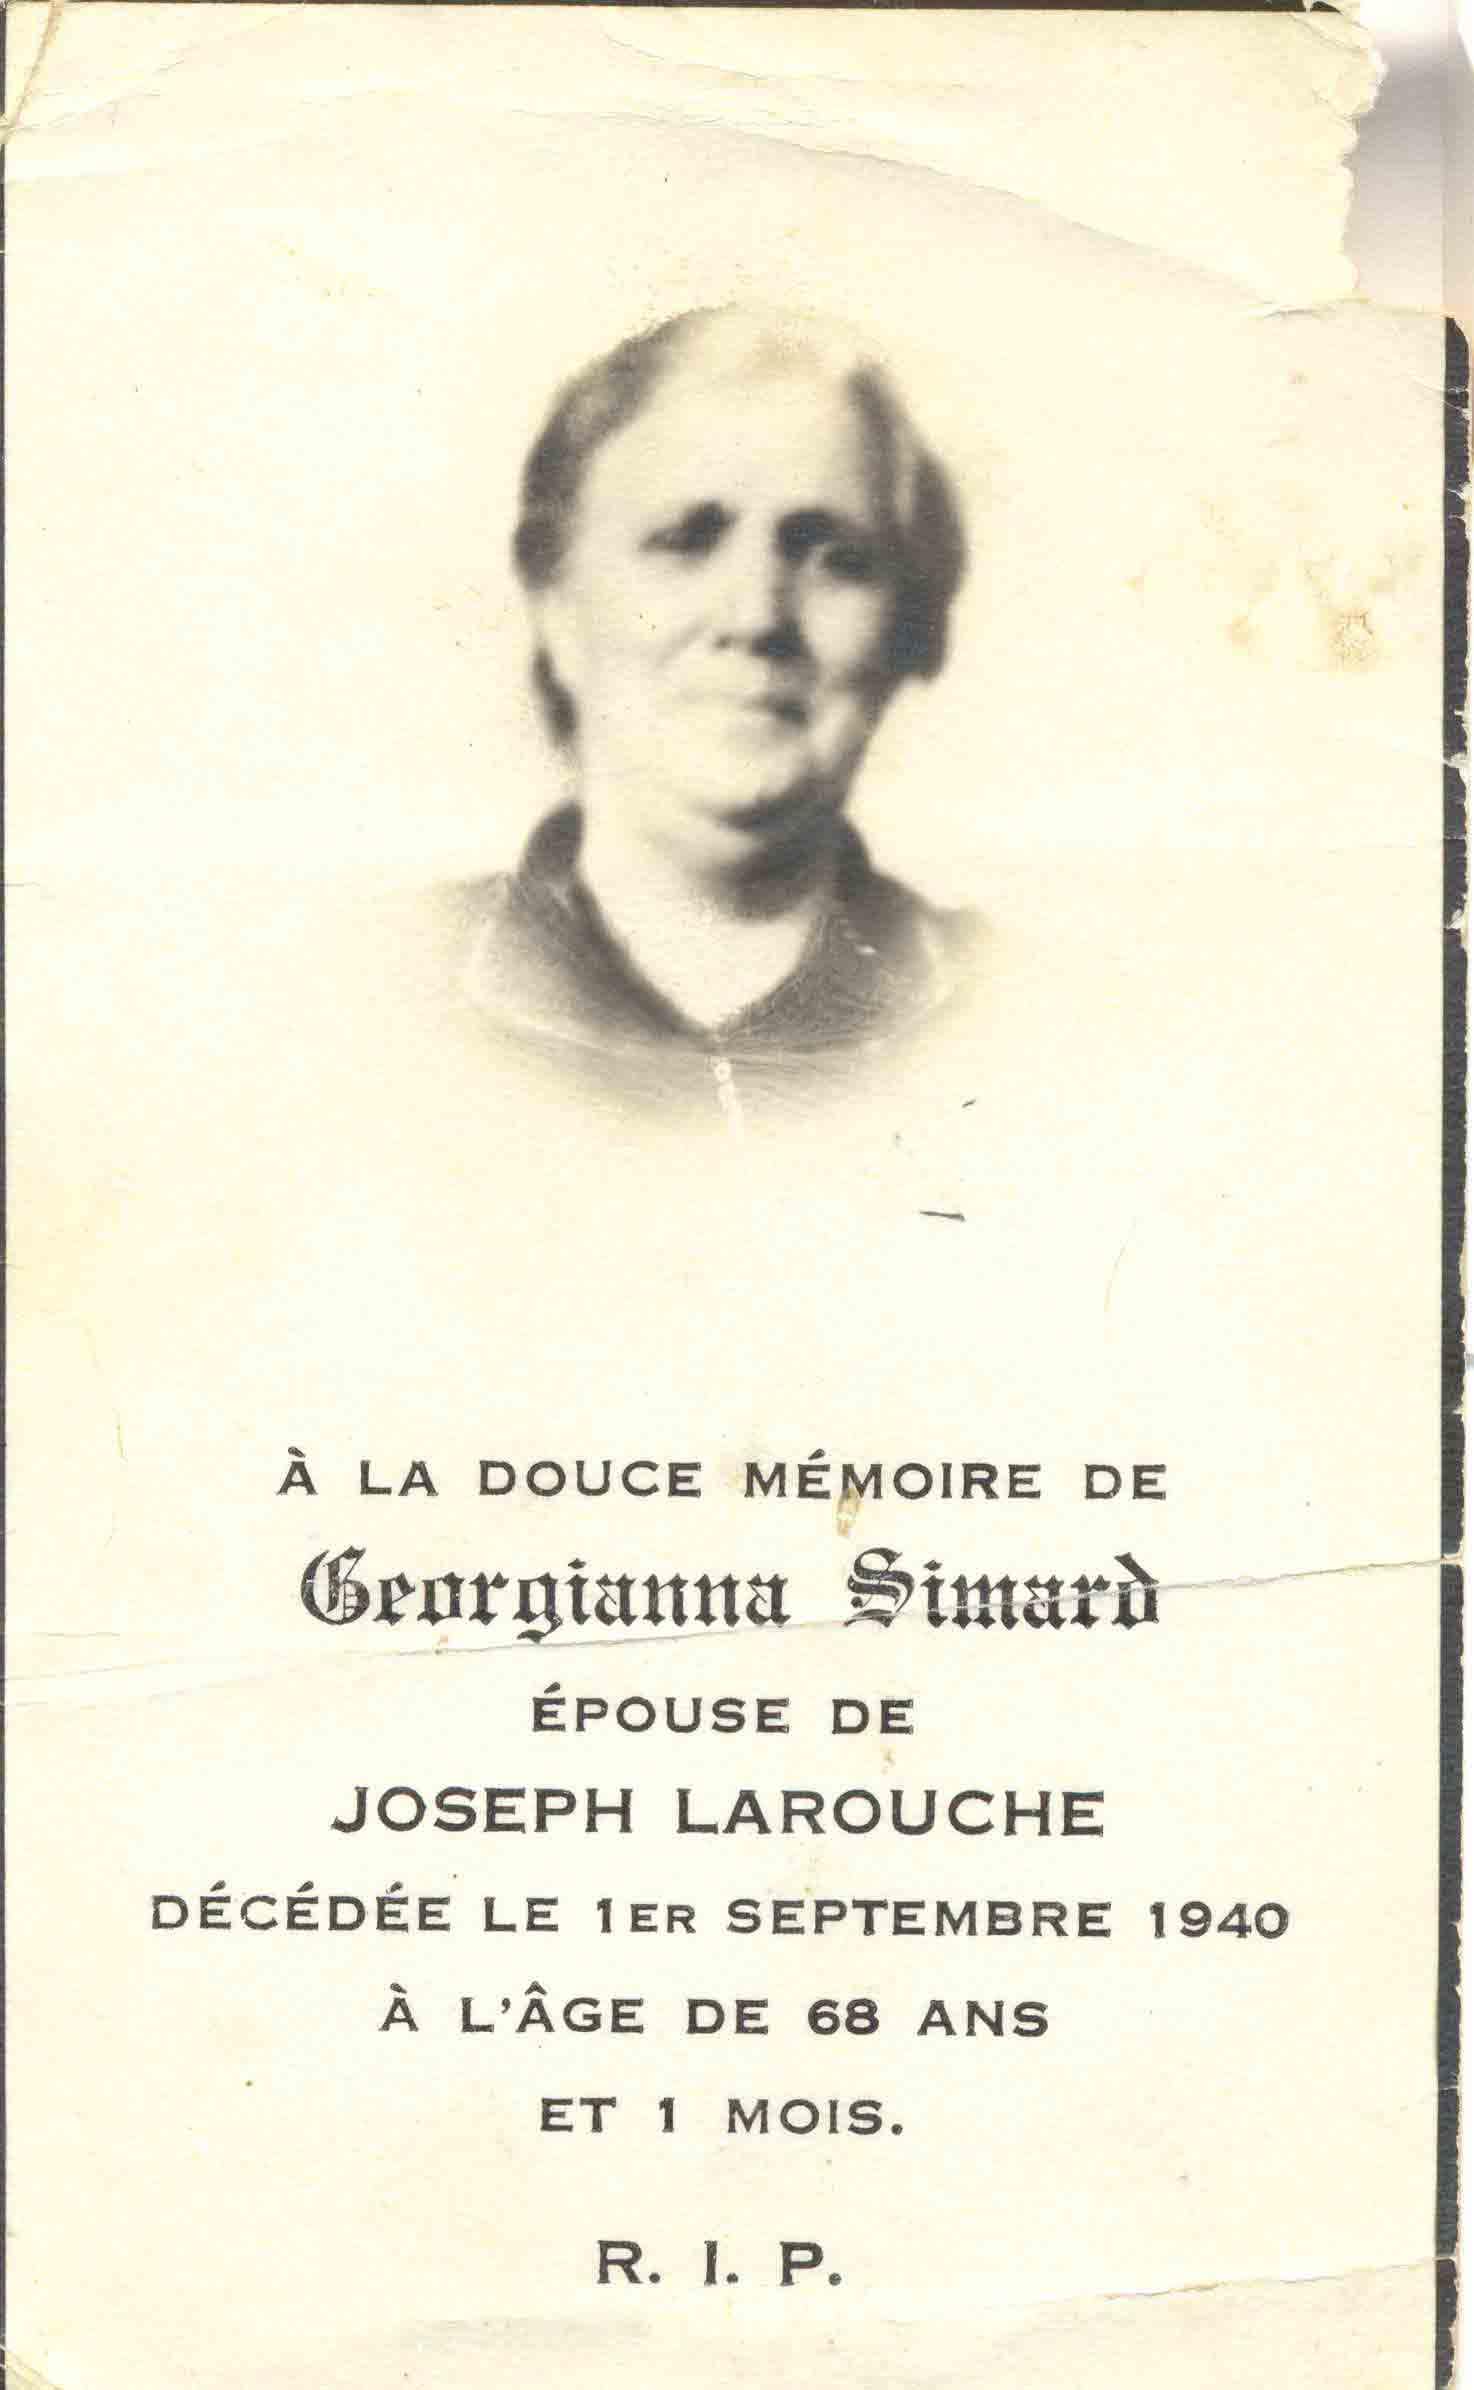 À LA DOUCE MÉMOIRE DE
Georgianna Simard
ÉPOUSE DE
JOSEPH LAROUCHE
DÉCÉDÉE LE 1ER SEPTEMBRE 1940
À L'ÂGE DE 68 ANS
ET 1 MOIS.
R. I. P.